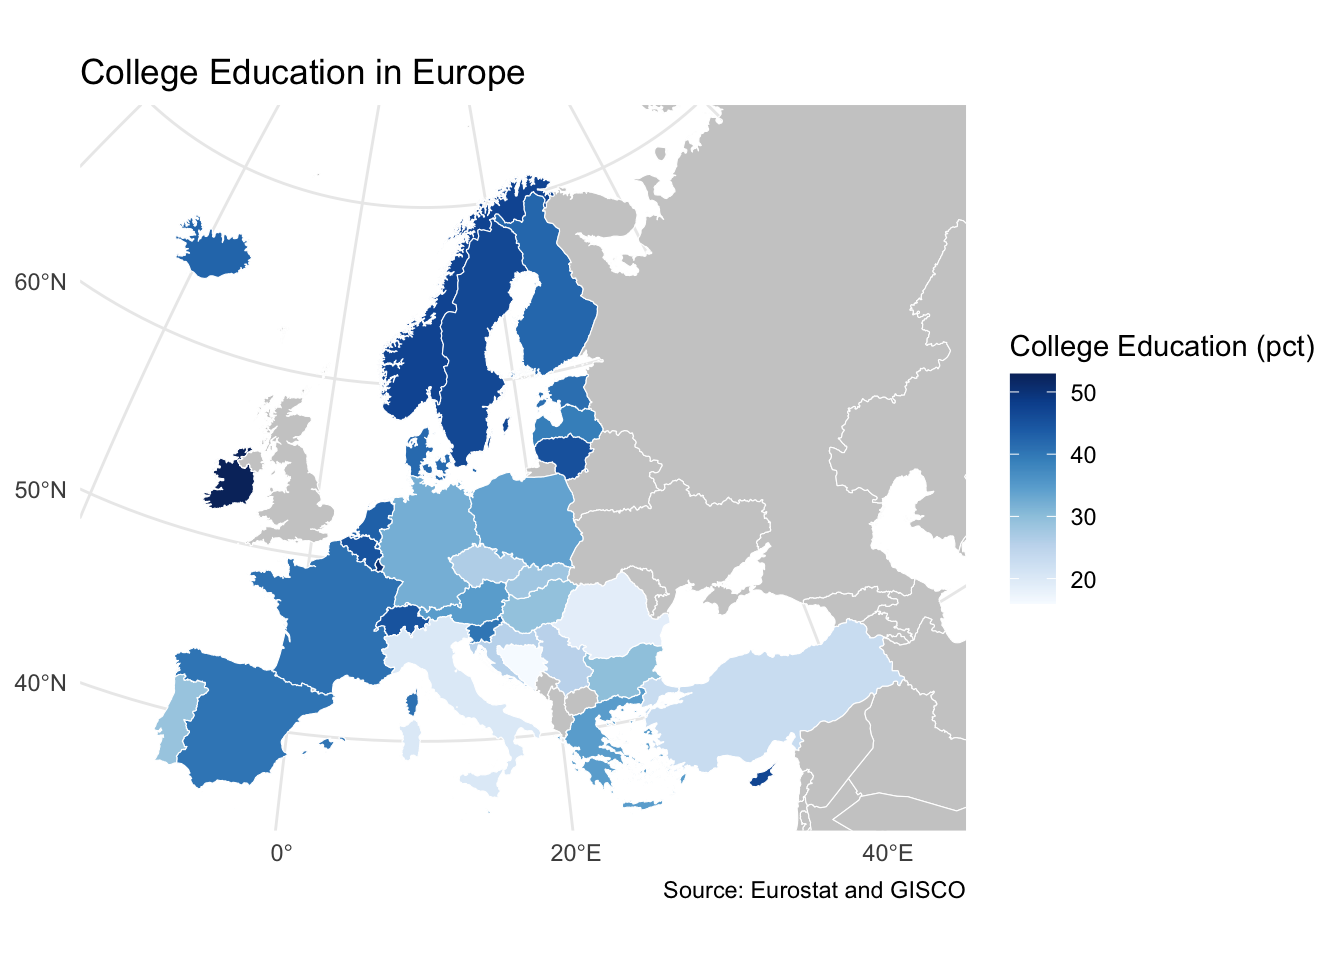 College Education in Europe
60°N
50°N
40°N
0°
20°E
40°E
College Education (pct)
50
40
30
20
Source: Eurostat and GISCO